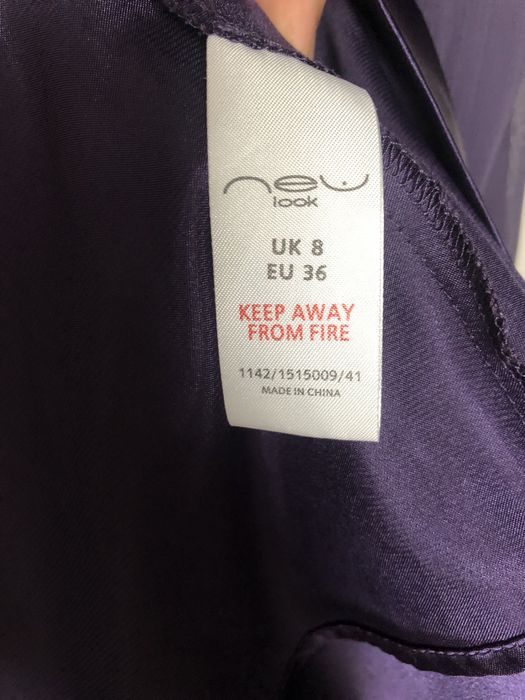 new
look
UK 8
EU 36
KEEP AWAY
FROM FIRE
1142/1515009/41
MADE IN CHINA